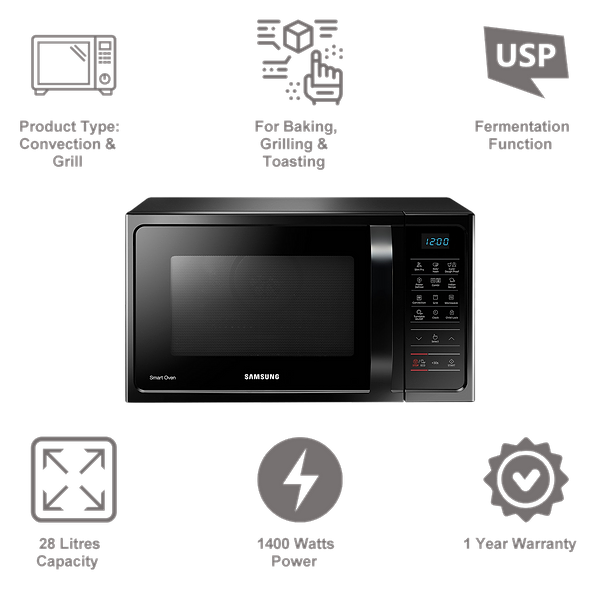 USP
Product Type:
Convection &
Grill
For Baking,
Grilling &
Toasting
Fermentation
Function
12:00
Smart Oven
SAMSUNG
28 Litres
Capacity
1400 Watts
Power
1 Year Warranty